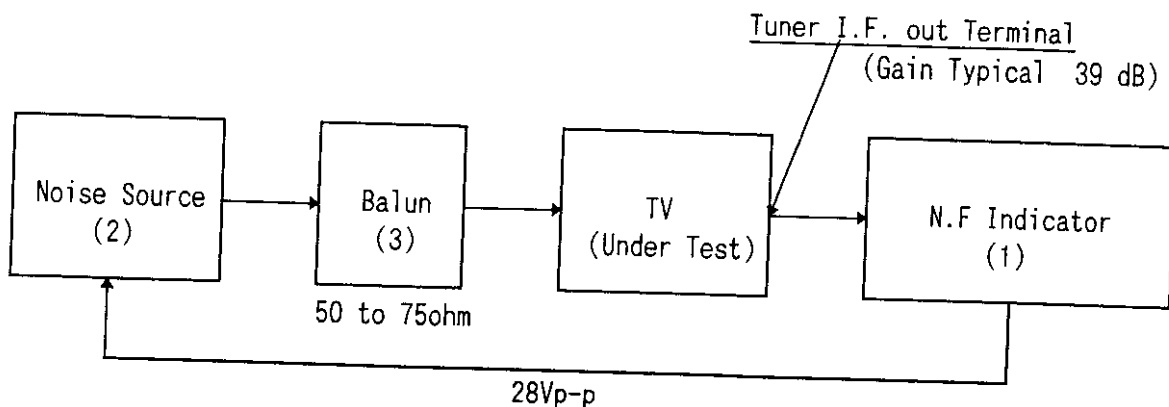 Tuner I.F. out Terminal
(Gain Typical 39 dB)
Noise Source
(2)
Balun
(3)
TV
(Under Test)
N.F Indicator
(1)
50 to 75ohm
28Vp-p